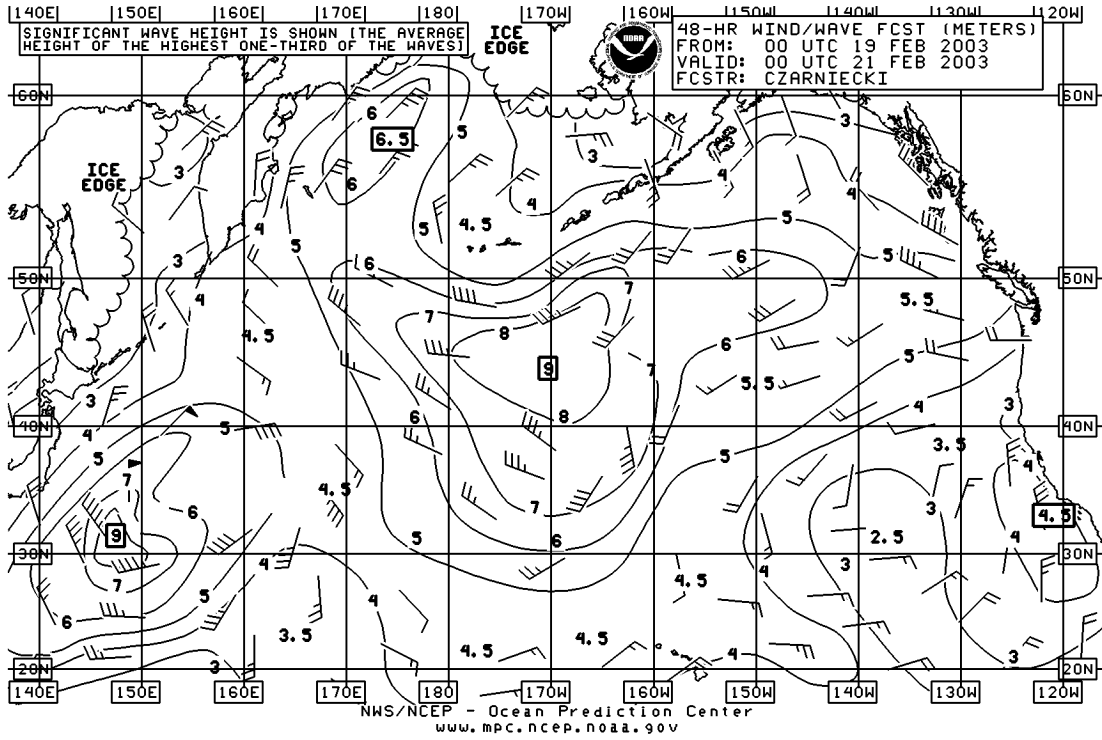 140E 150E 160E 170E 180 170W 160W 150W 140W 130W 120W
SIGNIFICANT WAVE HEIGHT IS SHOWN (THE AVERAGE
HEIGHT OF THE HIGHEST ONE-THIRD OF THE WAVES)
ICE
EDGE
NOAA
48-HR WIND/WAVE FCST (METERS)
FROM: 00 UTC 19 FEB 2003
VALID: 00 UTC 21 FEB 2003
FCSTR: CZARNIECKI
60N 60N
6 5 3
6.5
3 3
ICE
EDGE
6 4
4 4
5 4.5 5
4 5
3 6 6 5
50N 50N
4 7 5.5
7 8
4.5 6 5
9 7 5.5
3 6 8 4 3
4 5
40N 40N
5 5 3.5
7 4.5 4
6 7 3 4.5
9 5 6 2.5 4
30N 30N
7 4 4 3
5 4 4.5
6 3.5 4.5 4.5
3 4 3
20N 20N
140E 150E 160E 170E 180 170W 160W 150W 140W 130W 120W
NWS/NCEP - Ocean Prediction Center
www.mpc.ncep.noaa.gov